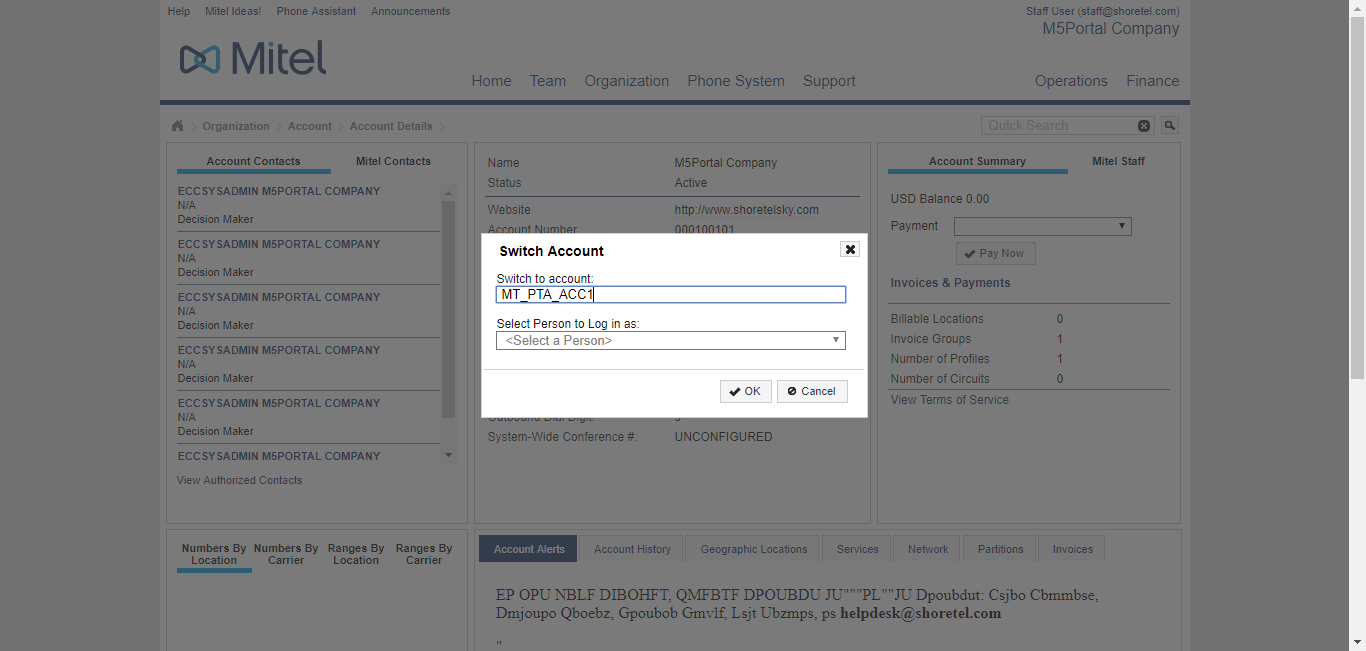 Help Mitel Ideas! Phone Assistant Announcements
Staff User (staff@shoretel.com)
M5Portal Company
Mitel
Home Team Organization Phone System Support Operations Finance
Organization Account Account Details
Quick Search
Account Contacts Mitel Contacts
ECCSYSADMIN M5PORTAL COMPANY
N/A
Decision Maker
ECCSYSADMIN M5PORTAL COMPANY
N/A
Decision Maker
ECCSYSADMIN M5PORTAL COMPANY
N/A
Decision Maker
ECCSYSADMIN M5PORTAL COMPANY
N/A
Decision Maker
ECCSYSADMIN M5PORTAL COMPANY
N/A
Decision Maker
ECCSYSADMIN M5PORTAL COMPANY
View Authorized Contacts
Name M5Portal Company
Status Active
Website http://www.shoretelsky.com
Account Number 000100101
Switch Account
Switch to account:
MT_PTA_ACC1
Select Person to Log in as:
<Select a Person>
OK Cancel
Outbound Dial Digit: 9
System-Wide Conference #: UNCONFIGURED
Account Summary Mitel Staff
USD Balance 0.00
Payment
Pay Now
Invoices & Payments
Billable Locations 0
Invoice Groups 1
Number of Profiles 1
Number of Circuits 0
View Terms of Service
Numbers By Location Numbers By Carrier Ranges By Location Ranges By Carrier
Account Alerts Account History Geographic Locations Services Network Partitions Invoices
EP OPU NBLF DIBOHFT, QMFBTF DPOUBDU JU"""PL""JU Dpoubdut: Csjbo Cbmmbse,
Dmjoupo Qboebz, Gpoubob Gmvlf, Lsjt Ubzmps, ps helpdesk@shoretel.com
"